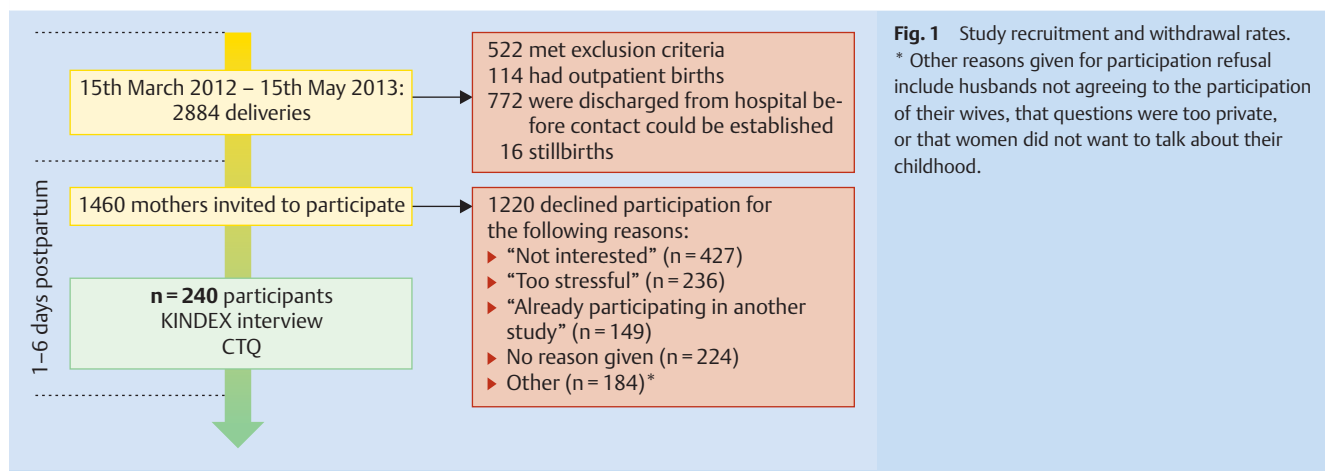 15th March 2012 – 15th May 2013:
2884 deliveries
522 met exclusion criteria
114 had outpatient births
772 were discharged from hospital be-
fore contact could be established
16 stillbirths
1–6 days postpartum
1460 mothers invited to participate
1220 declined participation for
the following reasons:
▶ “Not interested” (n = 427)
▶ “Too stressful” (n = 236)
▶ “Already participating in another
study” (n = 149)
▶ No reason given (n = 224)
▶ Other (n = 184)*
n = 240 participants
KINDEX interview
CTQ
Fig. 1 Study recruitment and withdrawal rates.
* Other reasons given for participation refusal
include husbands not agreeing to the participation
of their wives, that questions were too private,
or that women did not want to talk about their
childhood.